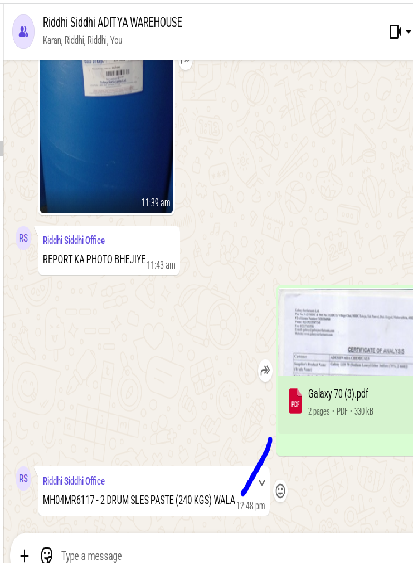 Riddhi Siddhi ADITYA WAREHOUSE
Karan, Riddhi, Riddhi, You
11:39 am
RS
Riddhi Siddhi Office
REPORT KA PHOTO BHEJIYE
11:43 am
CERTIFICATE OF ANALYSIS
PDF
Galaxy 70 (3).pdf
2 pages • PDF • 330 kB
RS
Riddhi Siddhi Office
MH04MR6117 - 2 DRUM SLES PASTE (240 KGS) WALA
12:48 pm
Type a message